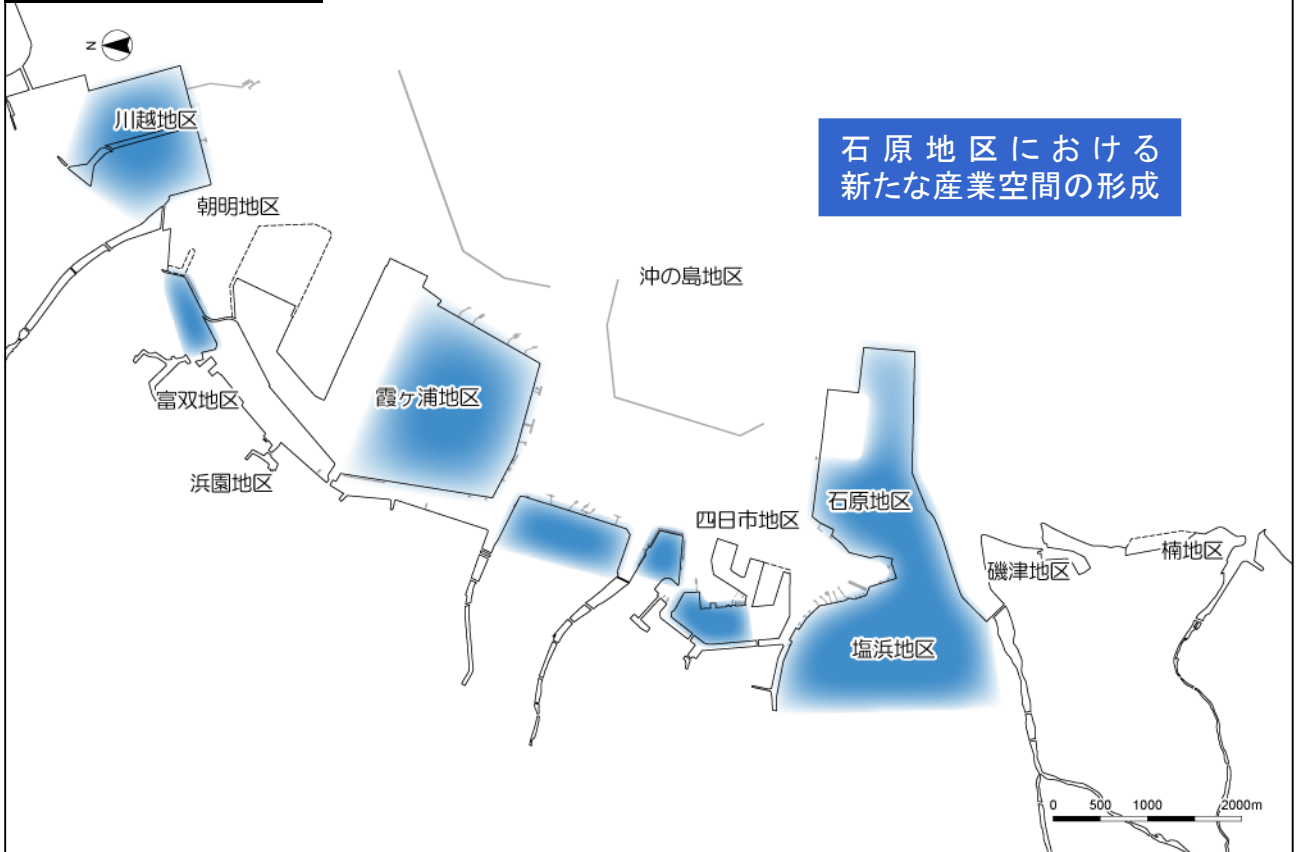 N
川越地区
石原地区における
新たな産業空間の形成
朝明地区
沖の島地区
富双地区
霞ヶ浦地区
浜園地区
石原地区
四日市地区
楠地区
磯津地区
塩浜地区
0 500 1000 2000m